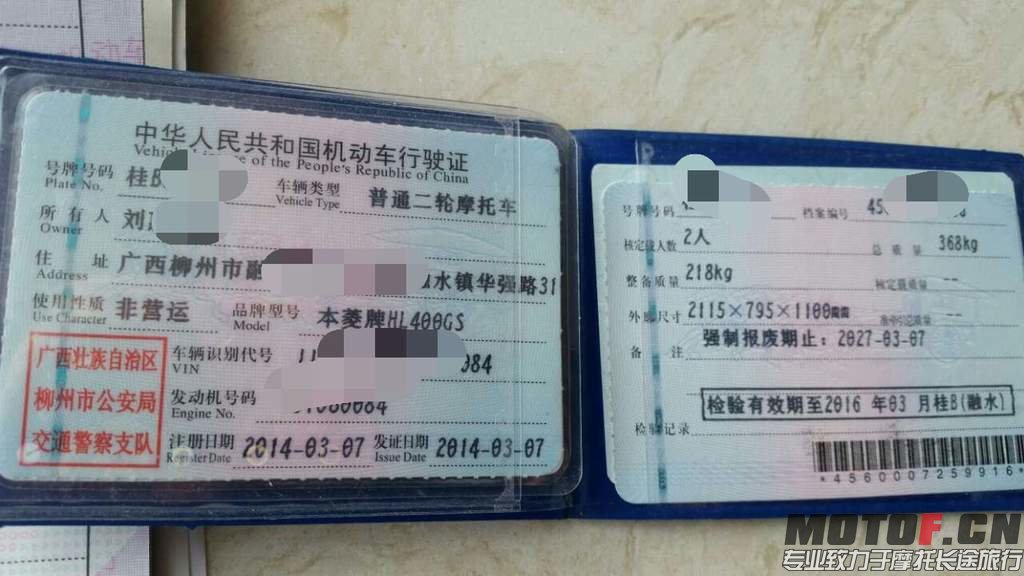 中华人民共和国机动车行驶证
Vehicle of the People's Republic of China
号牌号码 桂 车辆类型 普通二轮摩托车
Plate No. Vehicle Type
所有人 刘
Owner
住址 广西柳州市融 水镇华强路31
Address
使用性质 非营运 品牌型号 本菱牌HL400GS
Use Character Model
广西壮族自治区
柳州市公安局
交通警察支队
车辆识别代号 084
VIN
发动机号码 080084
Engine No.
注册日期 2014-03-07 发证日期 2014-03-07
Register Date Issue Date
号牌号码 档案编号 45
核定载人数 2人 总质量 368kg
整备质量 218kg 核定载质量 --
外廓尺寸 2115×795×1100 --
备注 强制报废期止: 2027-03-07
检验有效期至2016 年03 月桂B(融水)
检验记录
*4560007259916*
MOTOF.CN
专业致力于摩托长途旅行